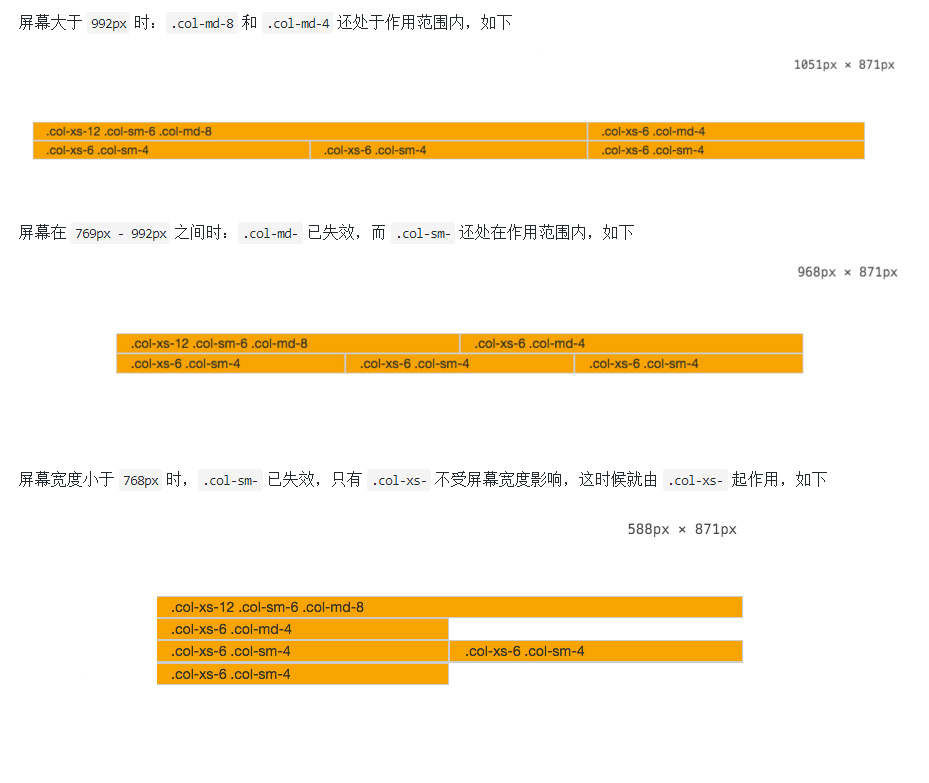 屏幕大于 992px 时：.col-md-8 和 .col-md-4 还处于作用范围内，如下
1051px × 871px
.col-xs-12 .col-sm-6 .col-md-8 .col-xs-6 .col-md-4
.col-xs-6 .col-sm-4 .col-xs-6 .col-sm-4 .col-xs-6 .col-sm-4
屏幕在 769px - 992px 之间时：.col-md- 已失效，而 .col-sm- 还处在作用范围内，如下
968px × 871px
.col-xs-12 .col-sm-6 .col-md-8 .col-xs-6 .col-md-4
.col-xs-6 .col-sm-4 .col-xs-6 .col-sm-4 .col-xs-6 .col-sm-4
屏幕宽度小于 768px 时，.col-sm- 已失效，只有 .col-xs- 不受屏幕宽度影响，这时候就由 .col-xs- 起作用，如下
588px × 871px
.col-xs-12 .col-sm-6 .col-md-8
.col-xs-6 .col-md-4
.col-xs-6 .col-sm-4 .col-xs-6 .col-sm-4
.col-xs-6 .col-sm-4